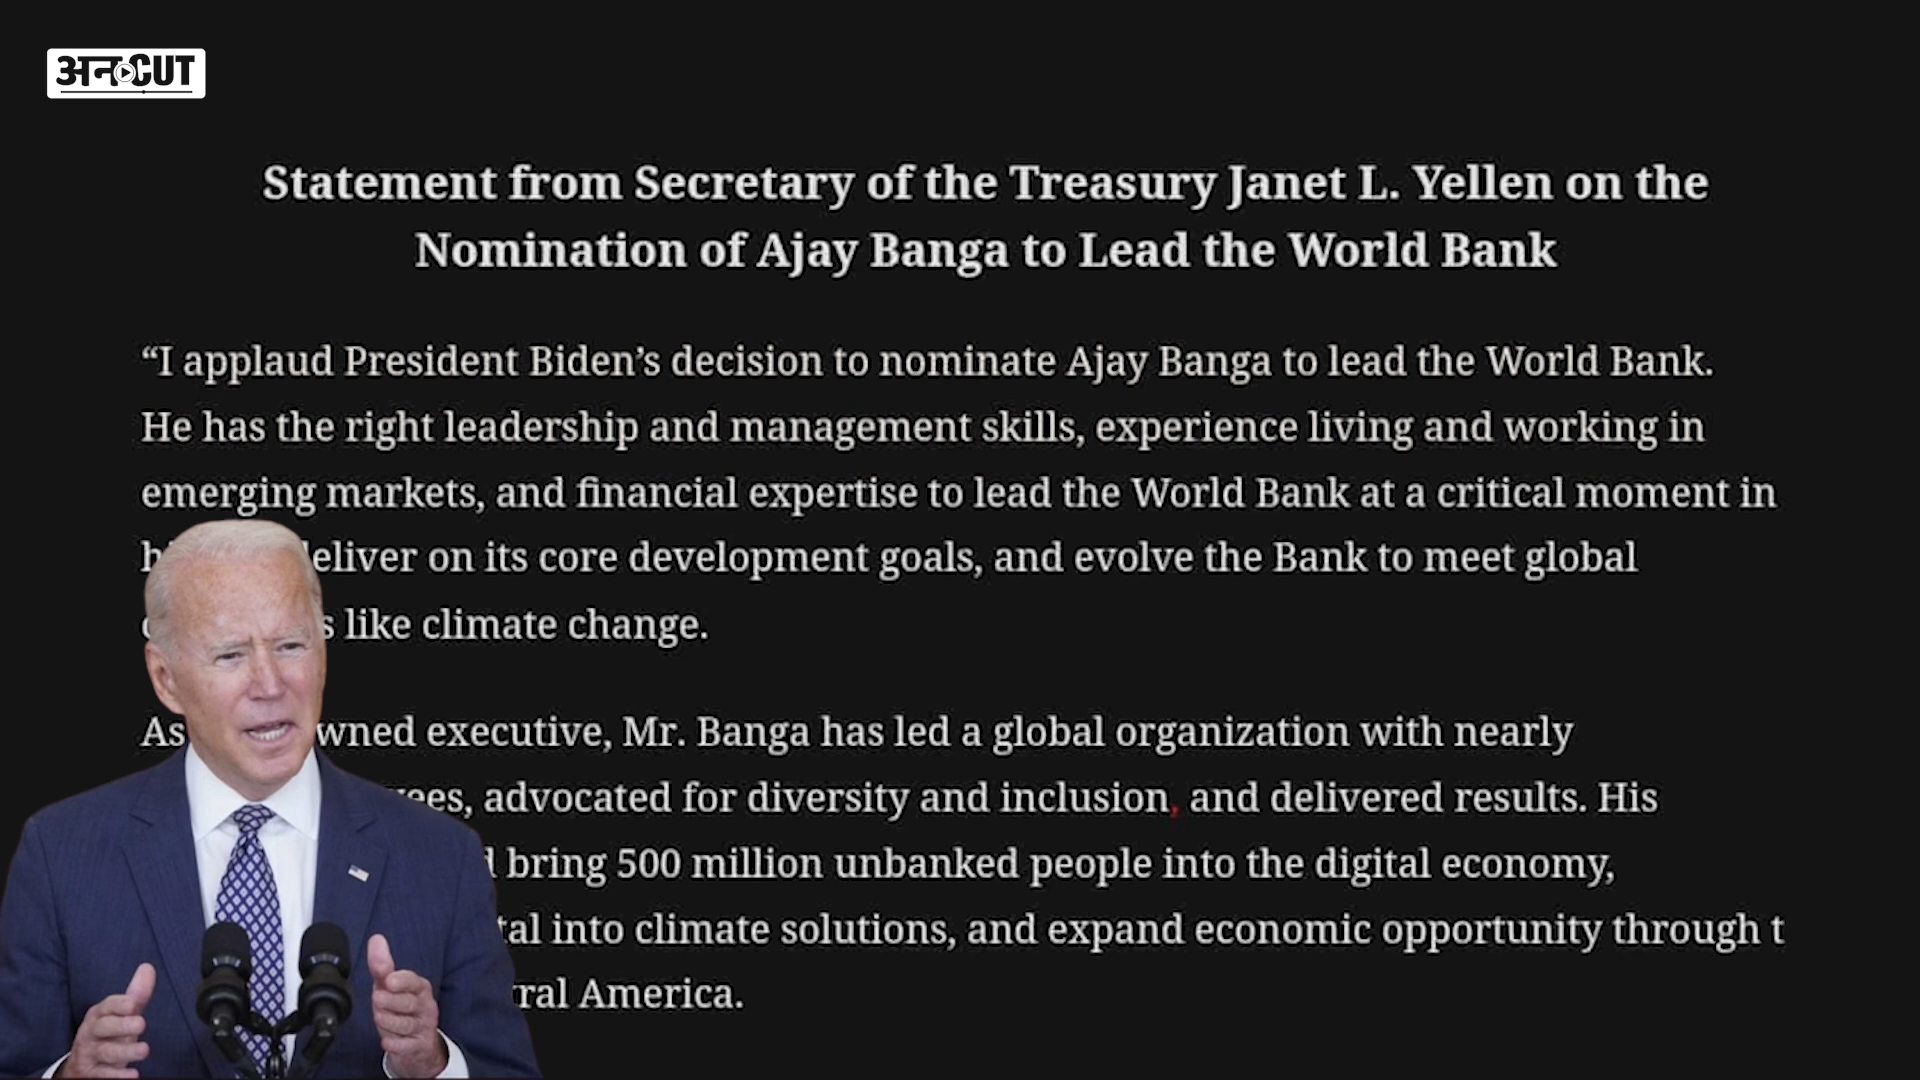 अनCUT
Statement from Secretary of the Treasury Janet L. Yellen on the
Nomination of Ajay Banga to Lead the World Bank
“I applaud President Biden’s decision to nominate Ajay Banga to lead the World Bank.
He has the right leadership and management skills, experience living and working in
emerging markets, and financial expertise to lead the World Bank at a critical moment in
on its core development goals, and evolve the Bank to meet global
like climate change.
As executive, Mr. Banga has led a global organization with nearly
advocated for diversity and inclusion, and delivered results. His
bring 500 million unbanked people into the digital economy,
into climate solutions, and expand economic opportunity through t
America.